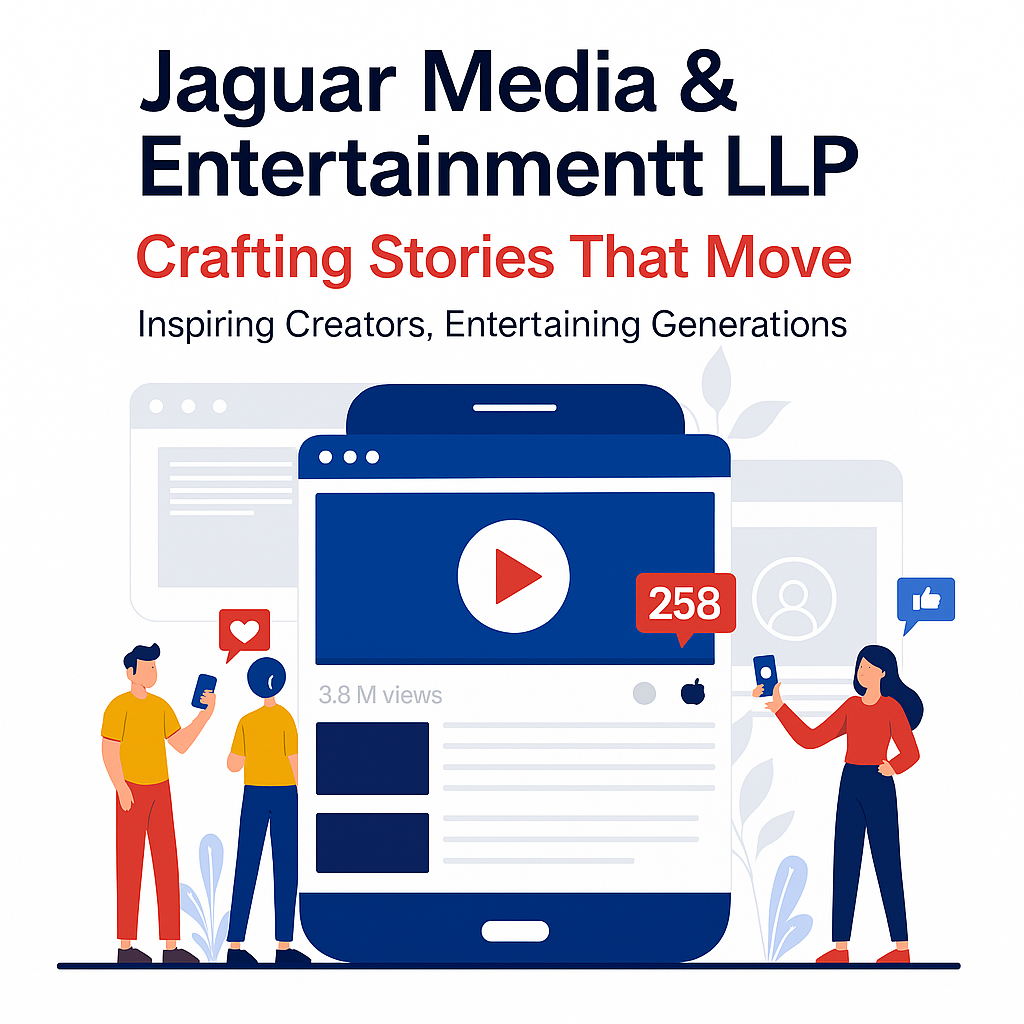 Jaguar Media &
Entertainmentt LLP
Crafting Stories That Move
Inspiring Creators, Entertaining Generations
258
3.8 M views